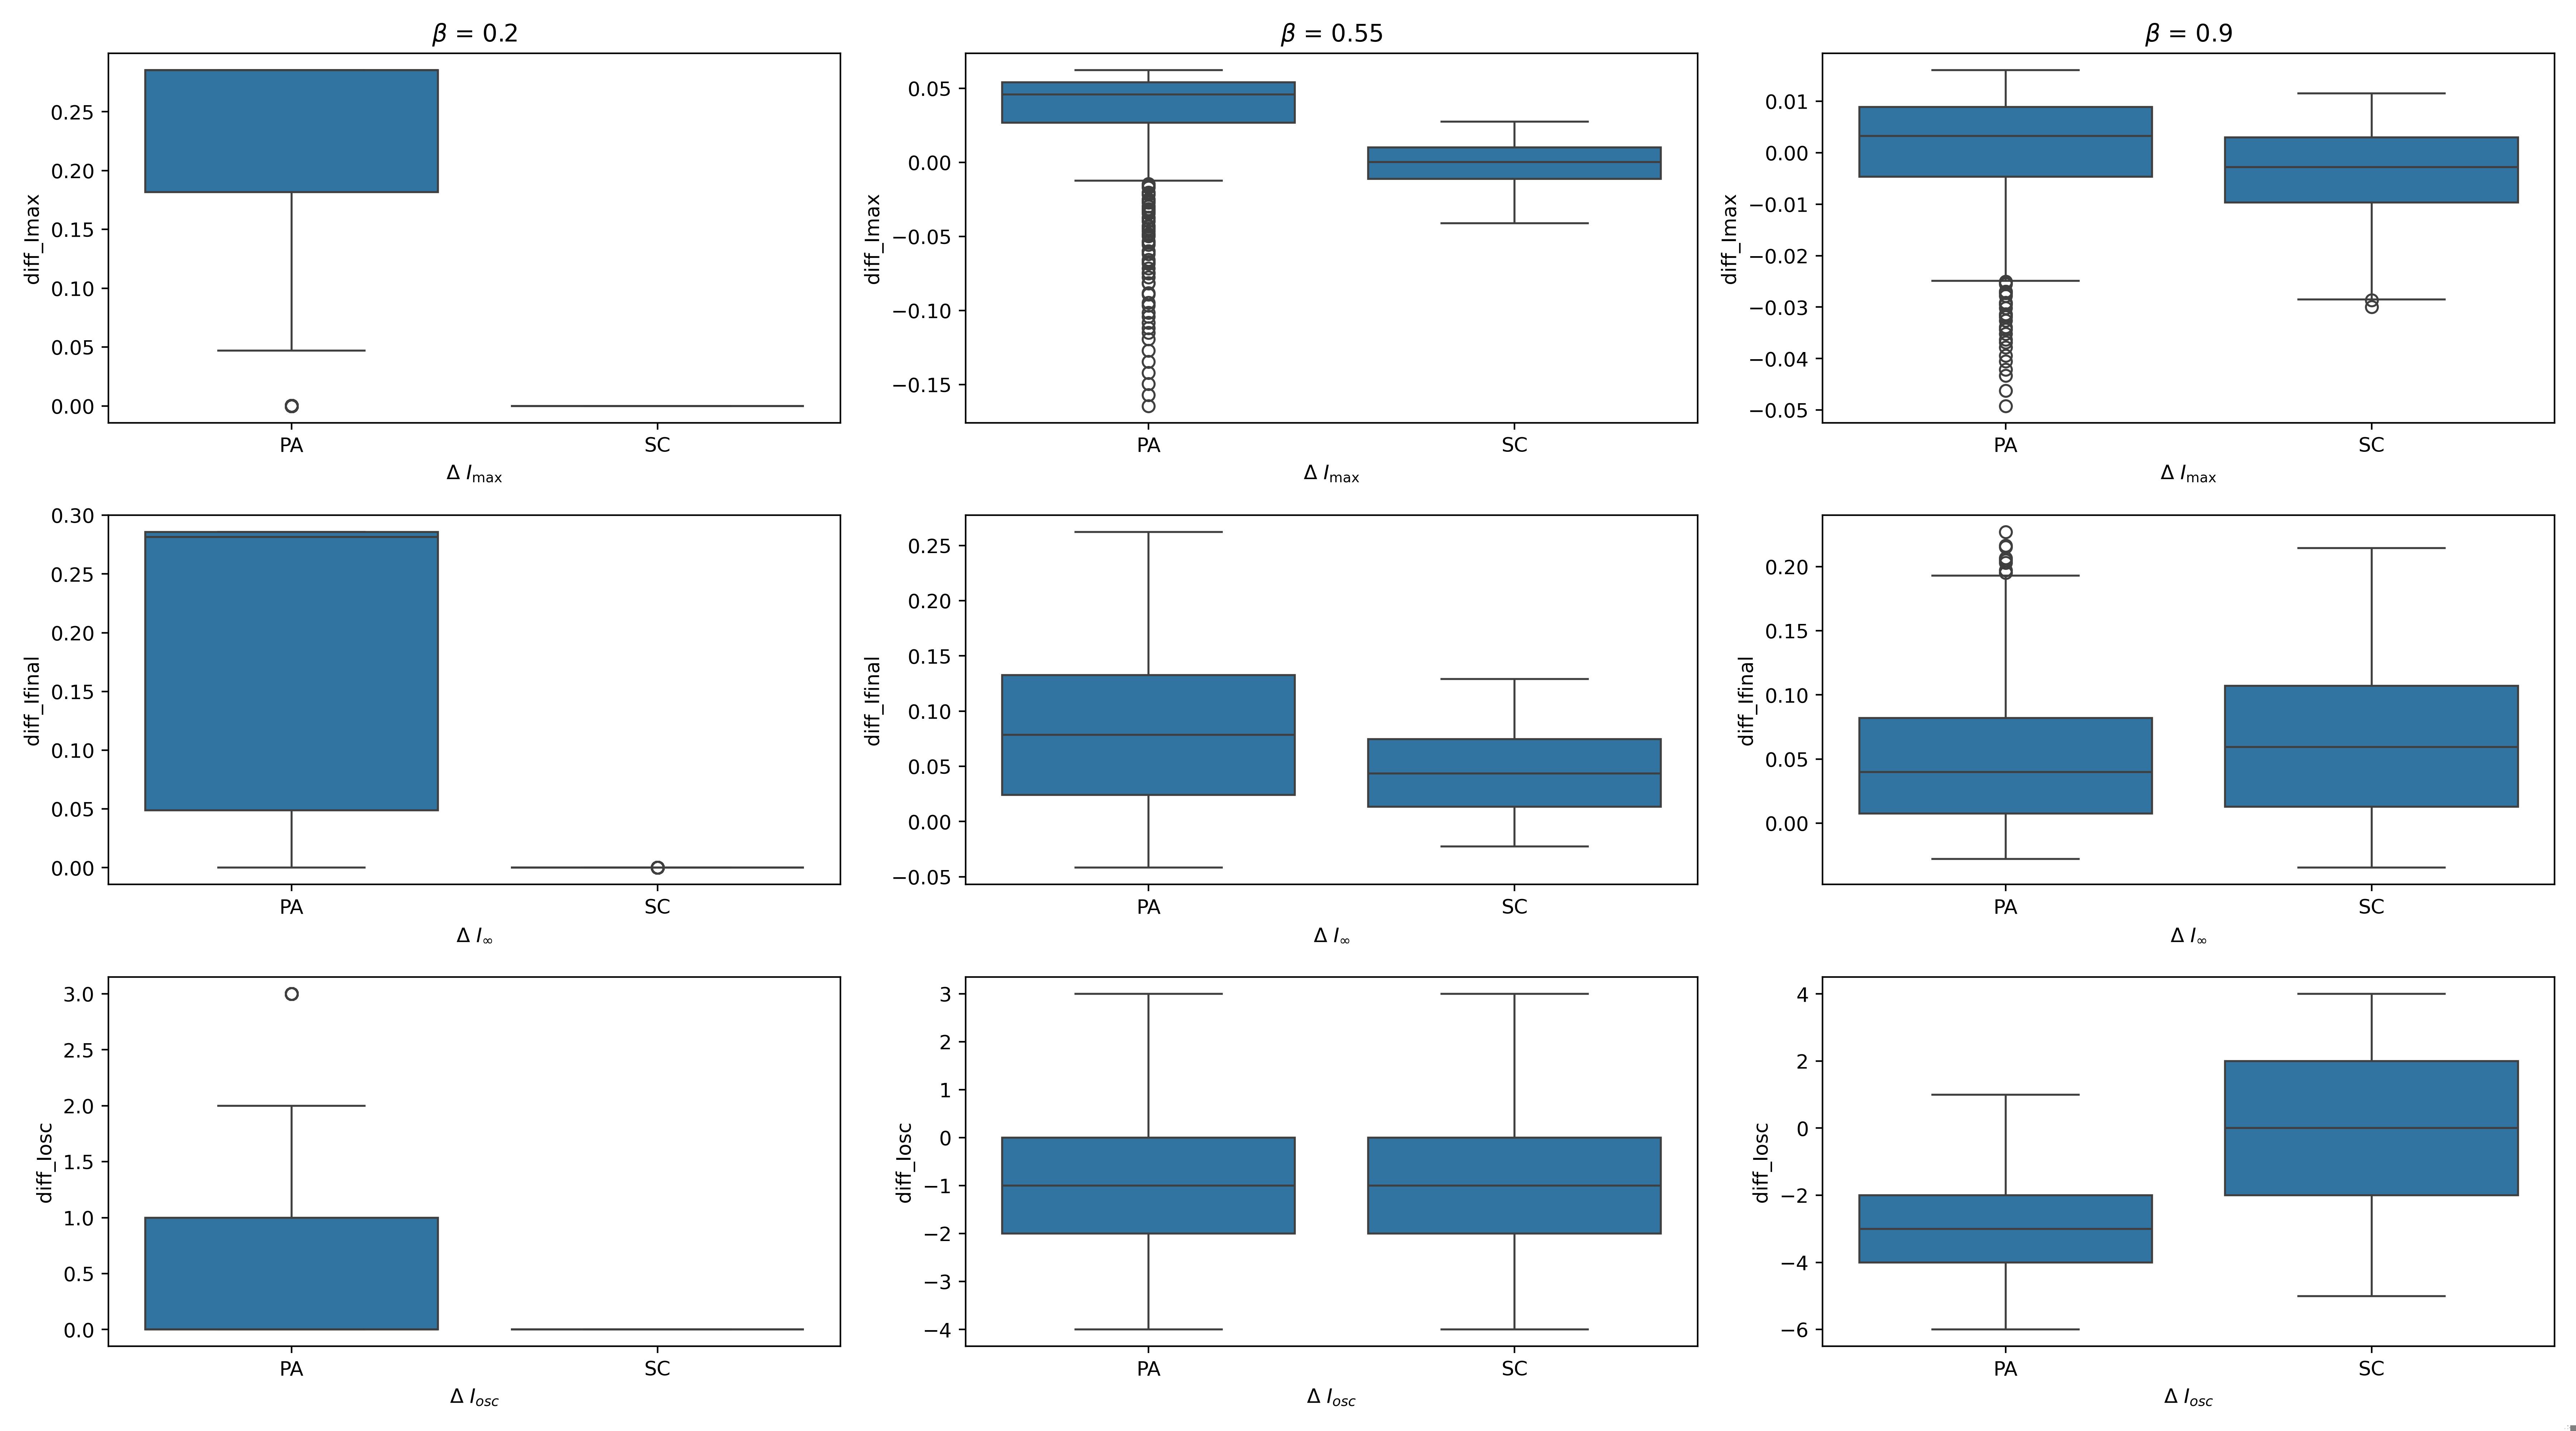 β = 0.2
β = 0.55
β = 0.9
diff_Imax
0.25
0.20
0.15
0.10
0.05
0.00
PA
SC
Δ I_max
diff_Imax
0.05
0.00
−0.05
−0.10
−0.15
PA
SC
Δ I_max
diff_Imax
0.01
0.00
−0.01
−0.02
−0.03
−0.04
−0.05
PA
SC
Δ I_max
diff_Ifinal
0.30
0.25
0.20
0.15
0.10
0.05
0.00
PA
SC
Δ I_∞
diff_Ifinal
0.25
0.20
0.15
0.10
0.05
0.00
−0.05
PA
SC
Δ I_∞
diff_Ifinal
0.20
0.15
0.10
0.05
0.00
PA
SC
Δ I_∞
diff_Iosc
3.0
2.5
2.0
1.5
1.0
0.5
0.0
PA
SC
Δ I_osc
diff_Iosc
3
2
1
0
−1
−2
−3
−4
PA
SC
Δ I_osc
diff_Iosc
4
2
0
−2
−4
−6
PA
SC
Δ I_osc